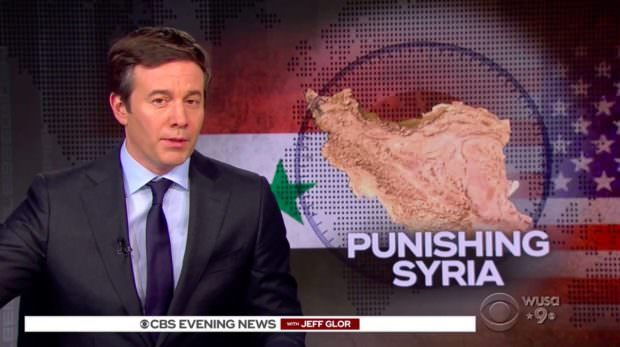 PUNISHING
SYRIA
WUSA
9
CBS EVENING NEWS WITH JEFF GLOR